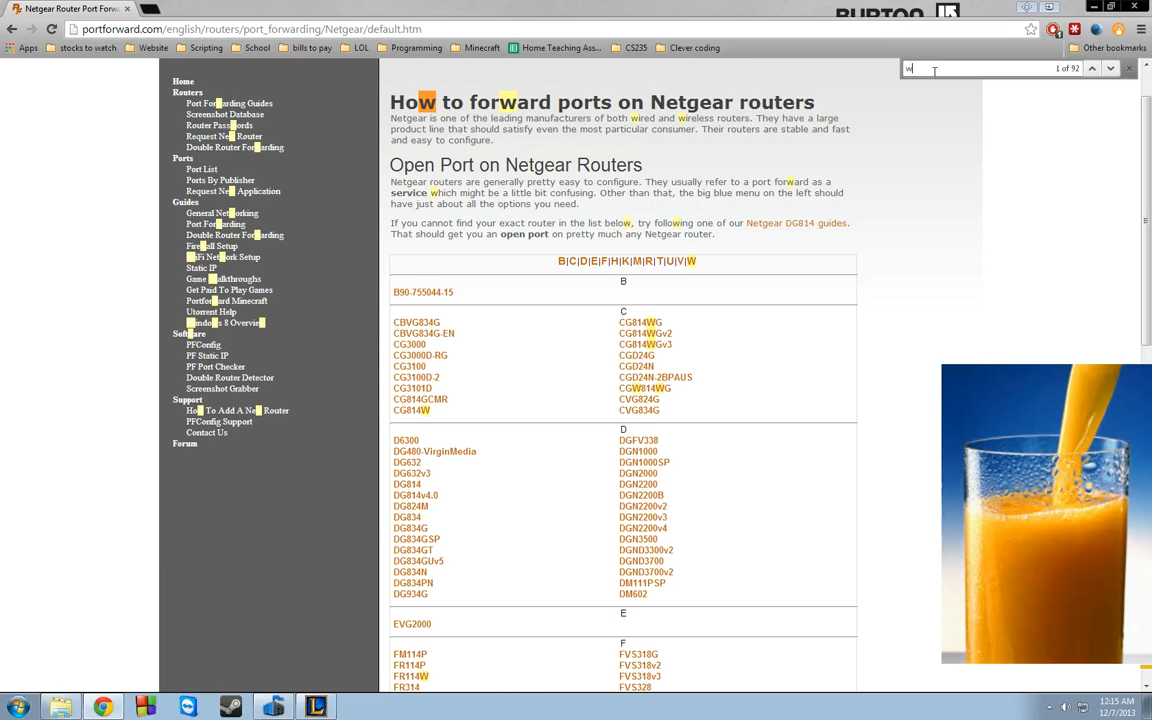 Netgear Router Port Forw
BURTON
portforward.com/english/routers/port_forwarding/Netgear/default.htm
Apps stocks to watch Website Scripting School bills to pay LOL Programming Minecraft Home Teaching Ass... CS235 Clever coding Other bookmarks
w 1 of 92
Home
Routers
Port Forwarding Guides
Screenshot Database
Router Passwords
Request New Router
Double Router Forwarding
Ports
Port List
Ports By Publisher
Request New Application
Guides
General Networking
Port Forwarding
Double Router Forwarding
Firewall Setup
WiFi Network Setup
Static IP
Game Walkthroughs
Get Paid To Play Games
Portforward Minecraft
Utorrent Help
Windows 8 Overview
Software
PFConfig
PF Static IP
PF Port Checker
Double Router Detector
Screenshot Grabber
Support
How To Add A New Router
PFConfig Support
Contact Us
Forum
How to forward ports on Netgear routers
Netgear is one of the leading manufacturers of both wired and wireless routers. They have a large
product line that should satisfy even the most particular consumer. Their routers are stable and fast
and easy to configure.
Open Port on Netgear Routers
Netgear routers are generally pretty easy to configure. They usually refer to a port forward as a
service which might be a little bit confusing. Other than that, the big blue menu on the left should
have just about all the options you need.
If you cannot find your exact router in the list below, try following one of our Netgear DG814 guides.
That should get you an open port on pretty much any Netgear router.
B|C|D|E|F|H|K|M|R|T|U|V|W
B
B90-755044-15
C
CBVG834G CG814WG
CBVG834G-EN CG814WGv2
CG3000 CG814WGv3
CG3000D-RG CGD24G
CG3100 CGD24N
CG3100D-2 CGD24N-2BPAUS
CG3101D CGW814WG
CG814GCMR CVG824G
CG814W CVG834G
D
D6300 DGFV338
DG480-VirginMedia DGN1000
DG632 DGN1000SP
DG632v3 DGN2000
DG814 DGN2200
DG814v4.0 DGN2200B
DG824M DGN2200v2
DG834 DGN2200v3
DG834G DGN2200v4
DG834GSP DGN3500
DG834GT DGND3300v2
DG834GUv5 DGND3700
DG834N DGND3700v2
DG834PN DM111PSP
DG934G DM602
E
EVG2000
F
FM114P FVS318G
FR114P FVS318v2
FR114W FVS318v3
FR314 FVS328
12:15 AM
12/7/2013